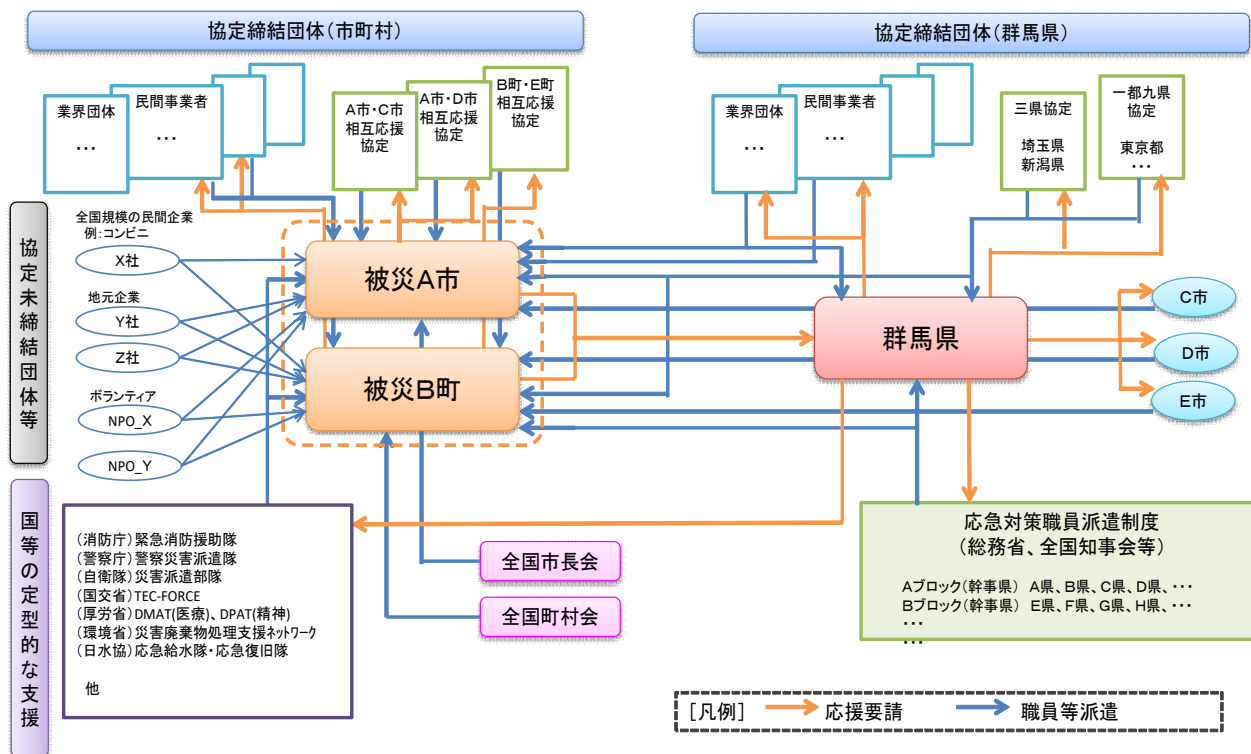 協定締結団体(市町村)
協定締結団体(群馬県)
業界団体
…
民間事業者
…
A市・C市
相互応援
協定
A市・D市
相互応援
協定
B町・E町
相互応援
協定
業界団体
…
民間事業者
…
三県協定
埼玉県
新潟県
一都九県
協定
東京都
…
協定未締結団体等
全国規模の民間企業
例:コンビニ
X社
地元企業
Y社
Z社
ボランティア
NPO_X
NPO_Y
被災A市
被災B町
群馬県
C市
D市
E市
国等の定型的な支援
(消防庁)緊急消防援助隊
(警察庁)警察災害派遣隊
(自衛隊)災害派遣部隊
(国交省)TEC-FORCE
(厚労省)DMAT(医療)、DPAT(精神)
(環境省)災害廃棄物処理支援ネットワーク
(日水協)応急給水隊・応急復旧隊
他
全国市長会
全国町村会
応急対策職員派遣制度
(総務省、全国知事会等)
Aブロック(幹事県) A県、B県、C県、D県、…
Bブロック(幹事県) E県、F県、G県、H県、…
…
…
[凡例] 応援要請 職員等派遣